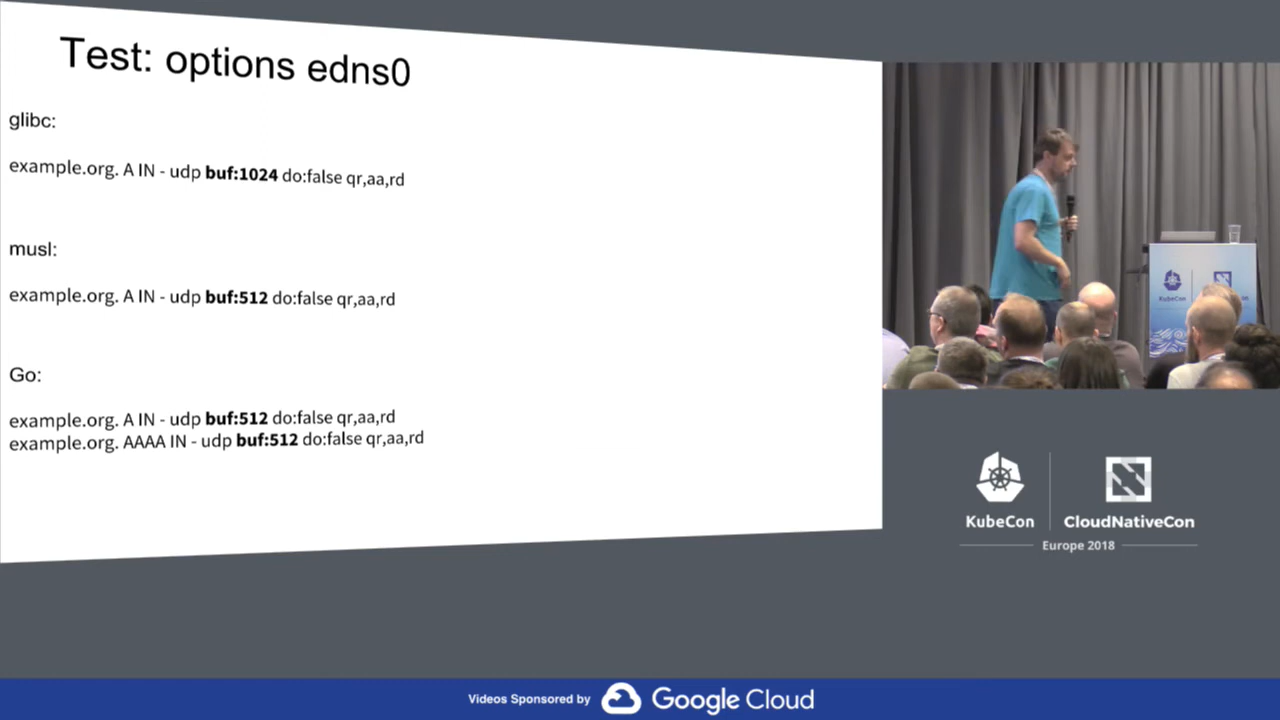 Test: options edns0
glibc:
example.org. A IN - udp buf:1024 do:false qr,aa,rd
musl:
example.org. A IN - udp buf:512 do:false qr,aa,rd
Go:
example.org. A IN - udp buf:512 do:false qr,aa,rd
example.org. AAAA IN - udp buf:512 do:false qr,aa,rd
KubeCon
KubeCon
CloudNativeCon
Europe 2018
Videos Sponsored by
Google Cloud